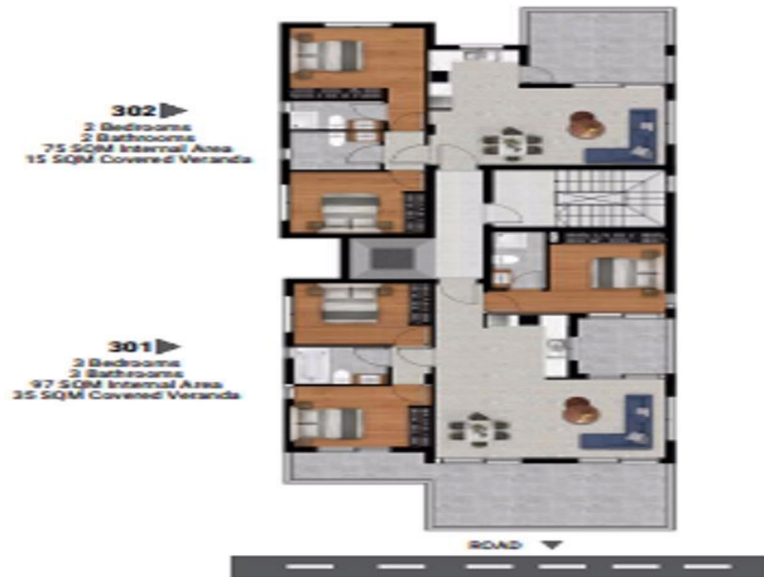 302
2 Bedrooms
2 Bathrooms
75 SQM Internal Area
15 SQM Covered Veranda
301
3 Bedrooms
2 Bathrooms
97 SQM Internal Area
35 SQM Covered Veranda
ROAD